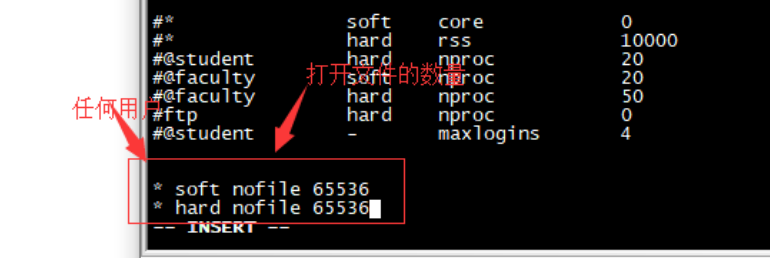 #* soft core 0
#* hard rss 10000
#@student hard nproc 20
#@faculty soft nproc 20
#@faculty hard nproc 50
#ftp hard nproc 0
#@student - maxlogins 4
打开文件的数量
任何用户
* soft nofile 65536
* hard nofile 65536
-- INSERT --